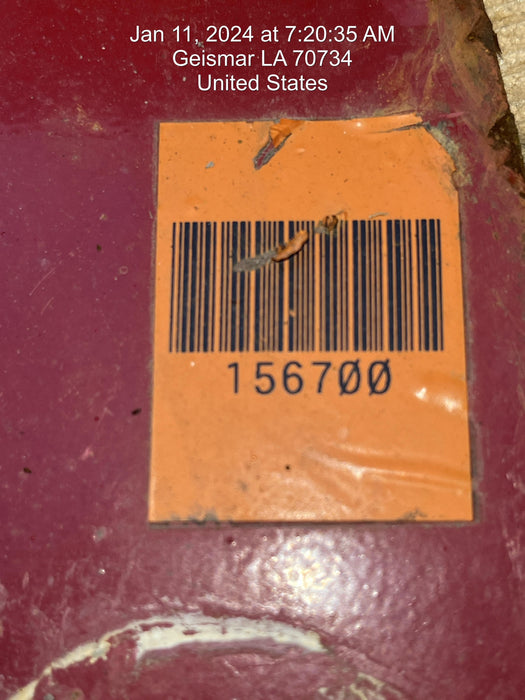 Jan 11, 2024 at 7:20:35 AM
Geismar LA 70734
United States
156700